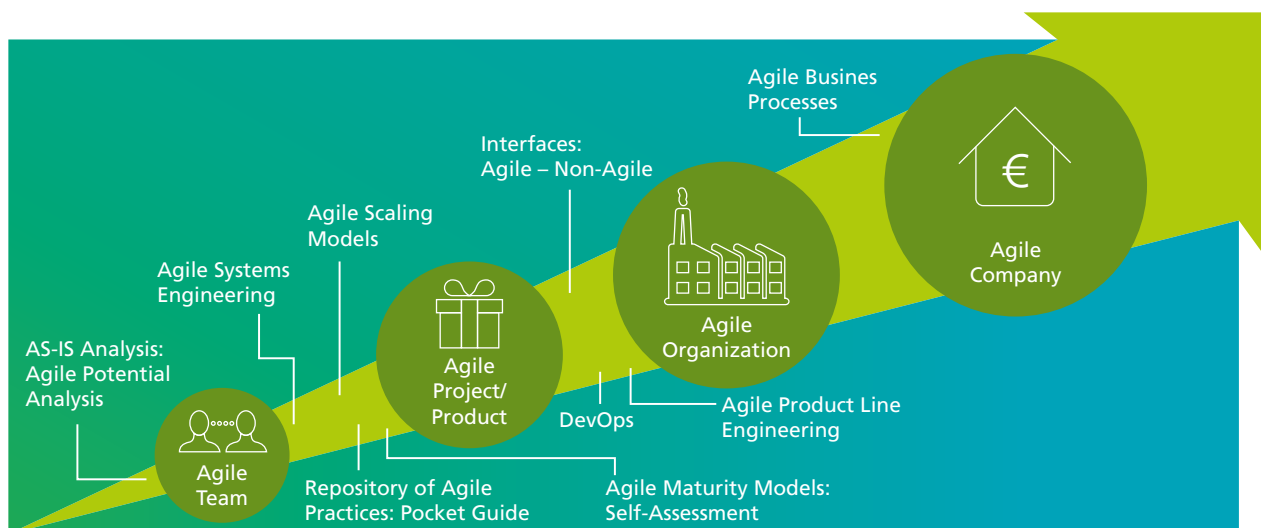 AS-IS Analysis:
Agile Potential
Analysis
Agile
Team
Agile Systems
Engineering
Agile Scaling
Models
Repository of Agile
Practices: Pocket Guide
Agile Maturity Models:
Self-Assessment
Agile
Project/
Product
Interfaces:
Agile – Non-Agile
DevOps
Agile Product Line
Engineering
Agile
Organization
Agile Busines
Processes
€
Agile
Company